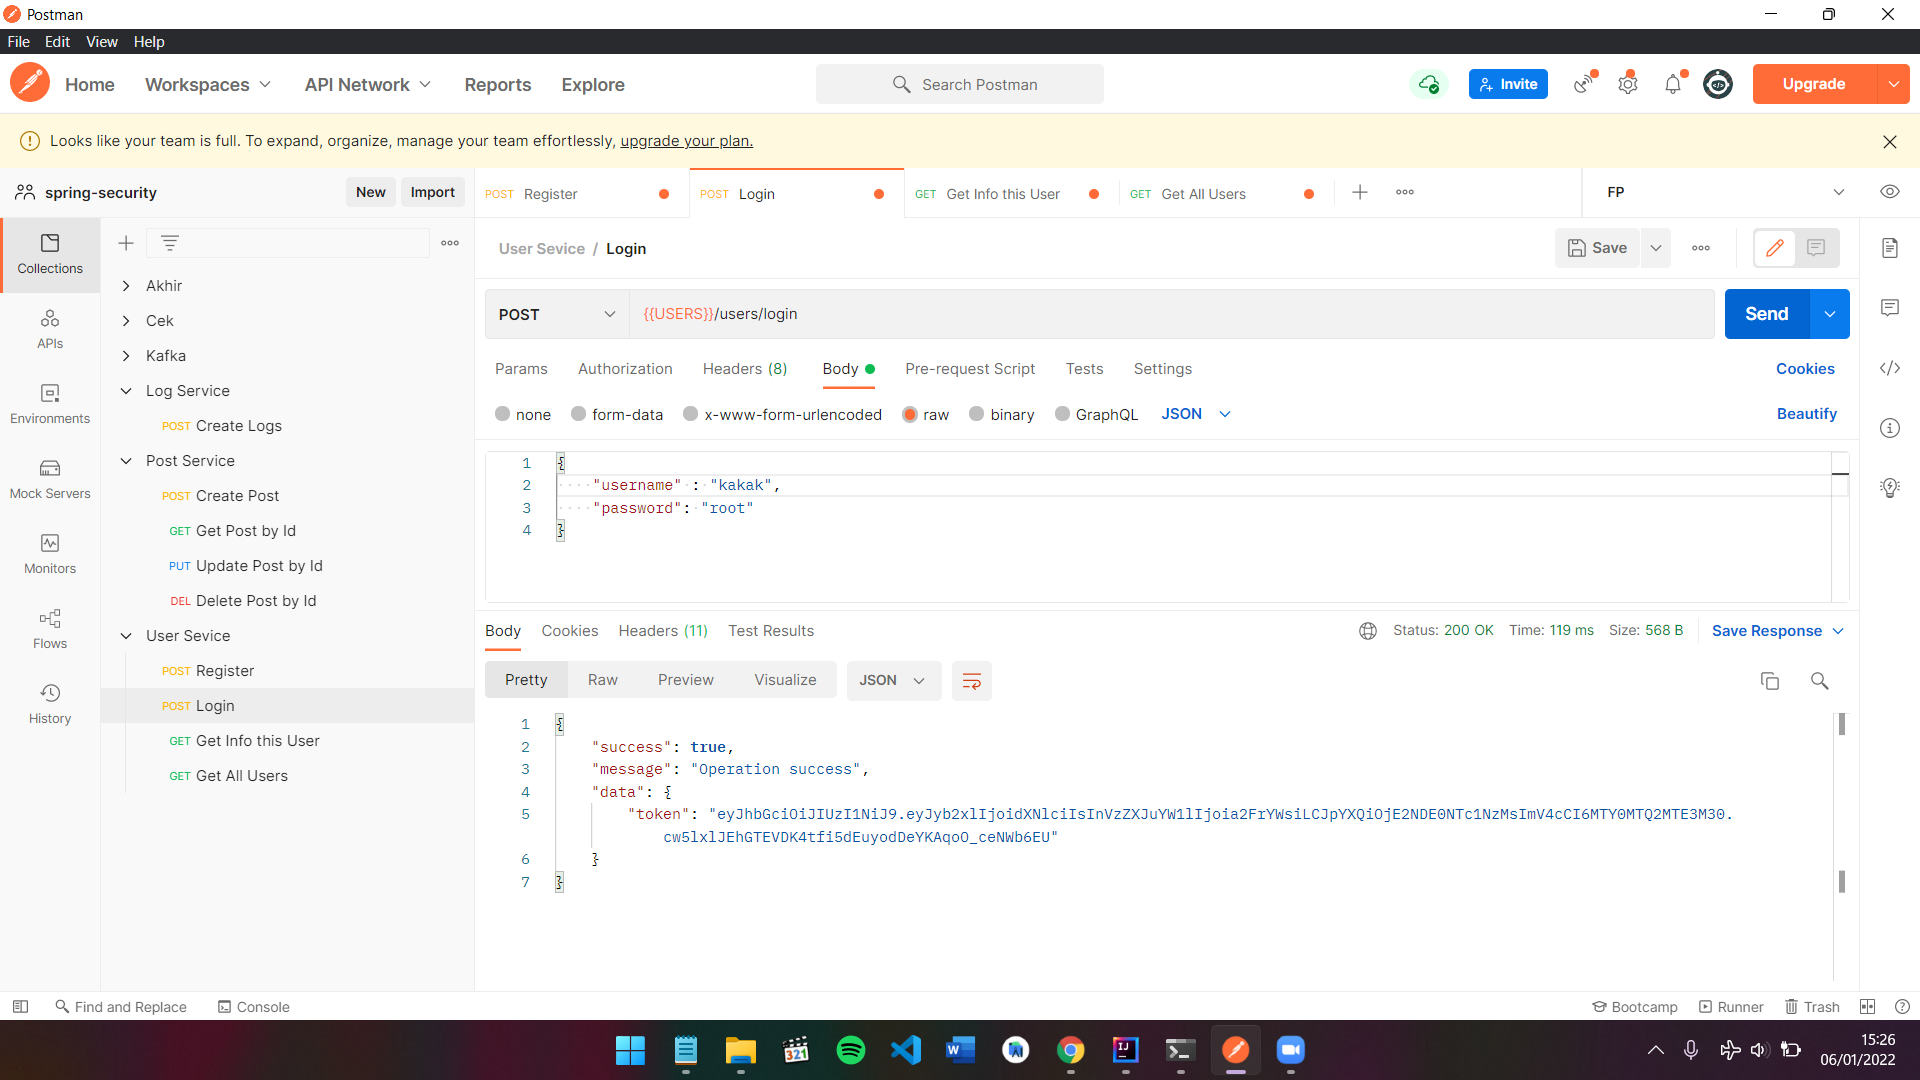 Postman
File Edit View Help
Home Workspaces API Network Reports Explore Search Postman Invite Upgrade
Looks like your team is full. To expand, organize, manage your team effortlessly, upgrade your plan.
spring-security New Import
POST Register POST Login GET Get Info this User GET Get All Users FP
Collections
APIs
Environments
Mock Servers
Monitors
Flows
History
Akhir
Cek
Kafka
Log Service
POST Create Logs
Post Service
POST Create Post
GET Get Post by Id
PUT Update Post by Id
DEL Delete Post by Id
User Sevice
POST Register
POST Login
GET Get Info this User
GET Get All Users
User Sevice / Login Save
POST {{USERS}}/users/login Send
Params Authorization Headers (8) Body Pre-request Script Tests Settings Cookies
none form-data x-www-form-urlencoded raw binary GraphQL JSON Beautify
1 {
2 "username" : "kakak",
3 "password": "root"
4 }
Body Cookies Headers (11) Test Results Status: 200 OK Time: 119 ms Size: 568 B Save Response
Pretty Raw Preview Visualize JSON
1 {
2 "success": true,
3 "message": "Operation success",
4 "data": {
5 "token": "eyJhbGciOiJIUzI1NiJ9.eyJyb2xlIjoidXNlciIsInVzZXJuYW1lIjoia2FrYWsiLCJpYXQiOjE2NDE0NTc1NzMsImV4cCI6MTY0MTQ2MTE3M30.
cw5lxlJEhGTEVDK4tfi5dEuyodDeYKAqoO_ceNWb6EU"
6 }
7 }
Find and Replace Console Bootcamp Runner Trash
321 W IJ
15:26
06/01/2022